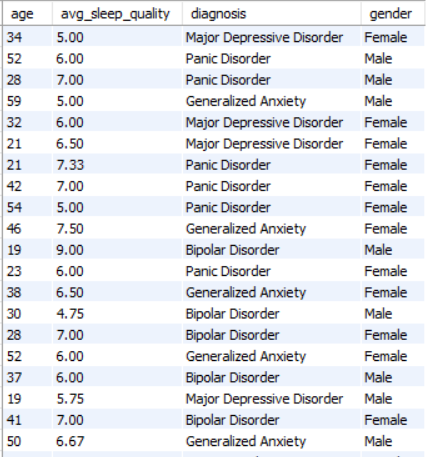 age avg_sleep_quality diagnosis gender
34 5.00 Major Depressive Disorder Female
52 6.00 Panic Disorder Male
28 7.00 Panic Disorder Male
59 5.00 Generalized Anxiety Male
32 6.00 Major Depressive Disorder Female
21 6.50 Major Depressive Disorder Female
21 7.33 Panic Disorder Female
42 7.00 Panic Disorder Female
54 5.00 Panic Disorder Female
46 7.50 Generalized Anxiety Female
19 9.00 Bipolar Disorder Male
23 6.00 Panic Disorder Female
38 6.50 Generalized Anxiety Female
30 4.75 Bipolar Disorder Male
28 7.00 Bipolar Disorder Female
52 6.00 Generalized Anxiety Female
37 6.00 Bipolar Disorder Male
19 5.75 Major Depressive Disorder Male
41 7.00 Bipolar Disorder Female
50 6.67 Generalized Anxiety Male